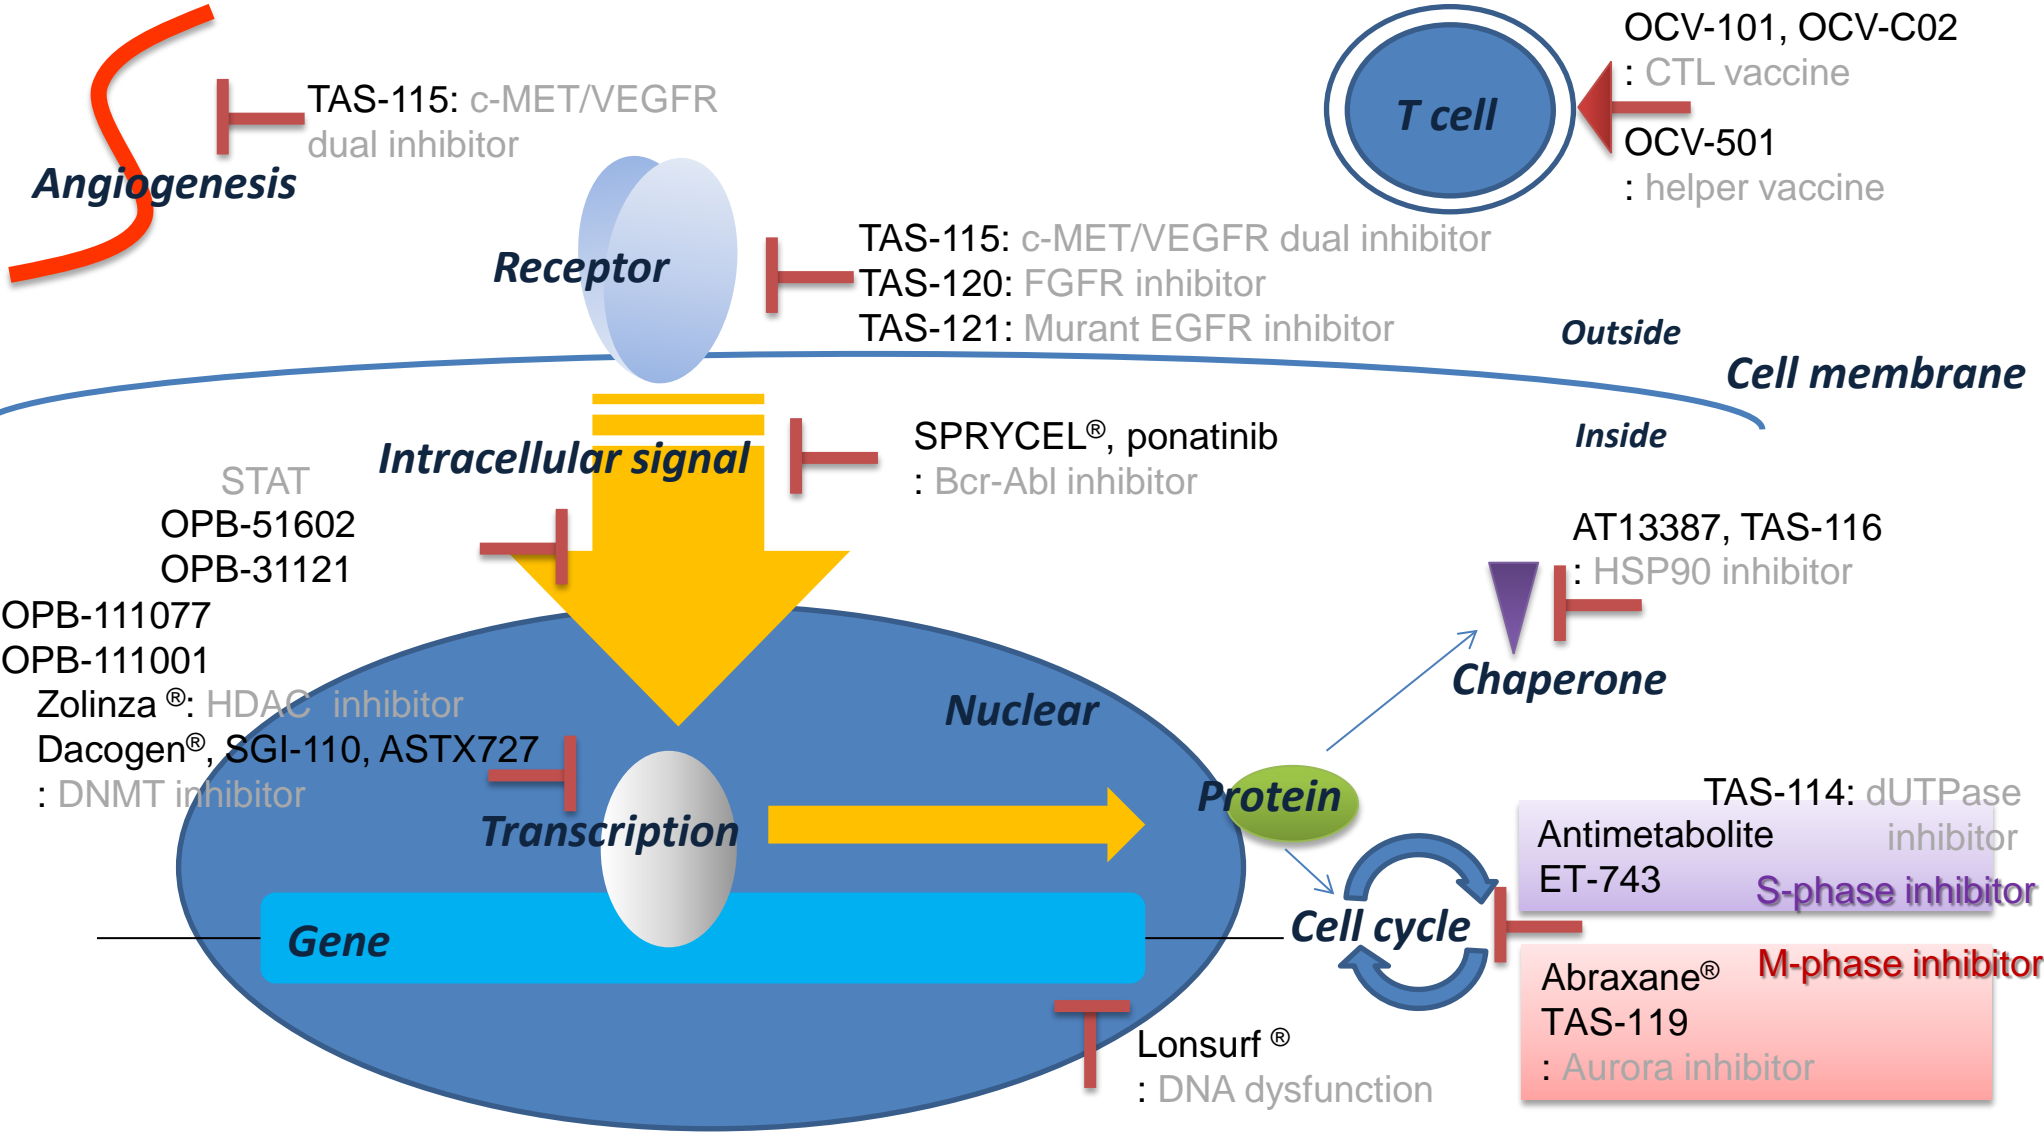 OCV-101, OCV-C02
: CTL vaccine
T cell
OCV-501
: helper vaccine
TAS-115: c-MET/VEGFR
dual inhibitor
Angiogenesis
Receptor
TAS-115: c-MET/VEGFR dual inhibitor
TAS-120: FGFR inhibitor
TAS-121: Murant EGFR inhibitor
Outside
Cell membrane
Inside
Intracellular signal
SPRYCEL®, ponatinib
: Bcr-Abl inhibitor
STAT
OPB-51602
OPB-31121
OPB-111077
OPB-111001
AT13387, TAS-116
: HSP90 inhibitor
Chaperone
Zolinza ®: HDAC inhibitor
Dacogen®, SGI-110, ASTX727
: DNMT inhibitor
Nuclear
Transcription
Protein
Gene
Cell cycle
TAS-114: dUTPase
inhibitor
Antimetabolite
ET-743
S-phase inhibitor
M-phase inhibitor
Abraxane®
TAS-119
: Aurora inhibitor
Lonsurf ®
: DNA dysfunction